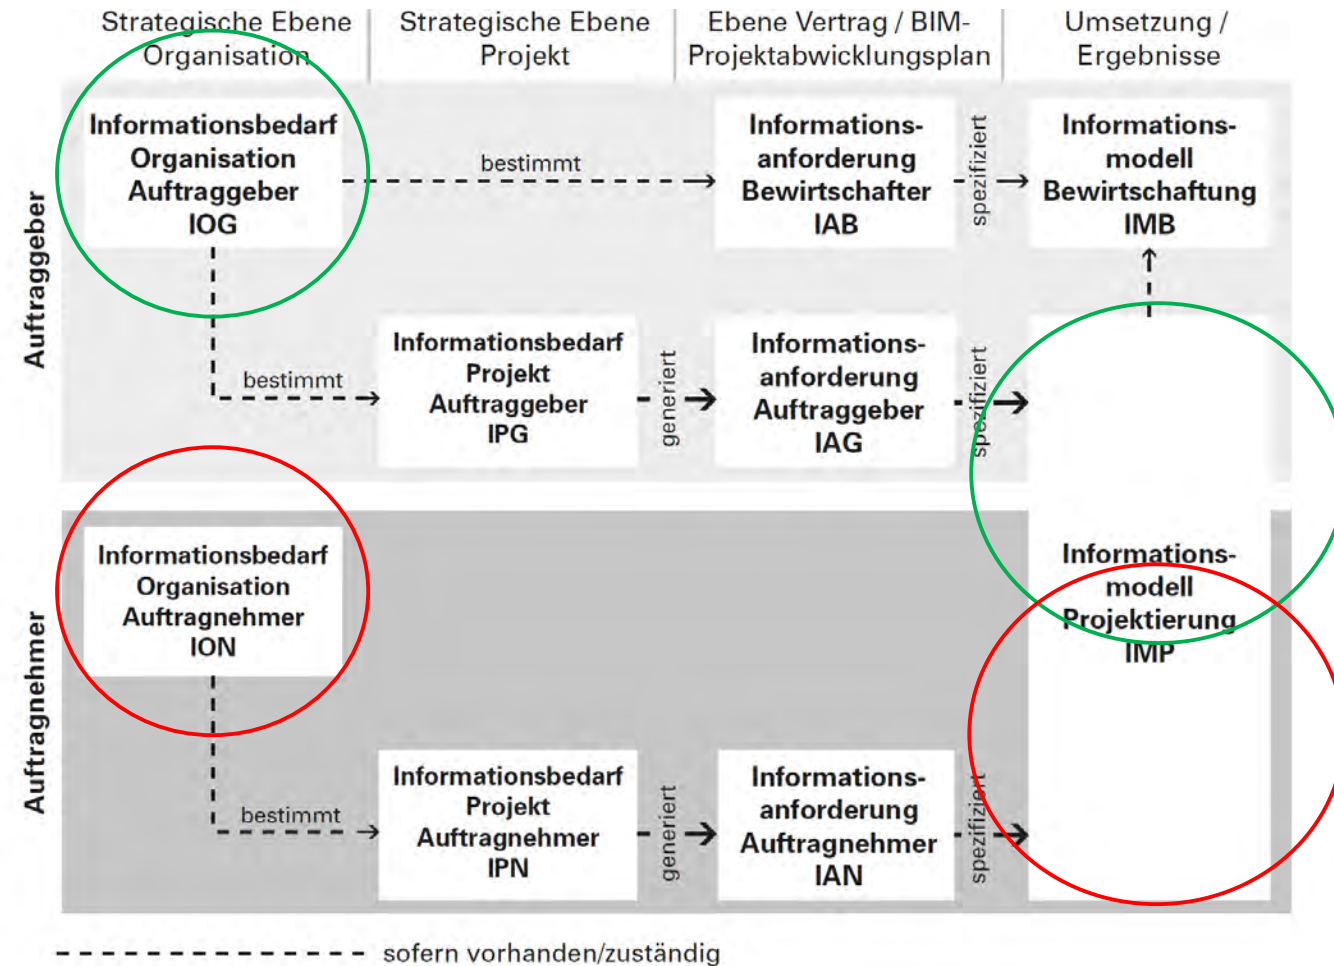 Strategische Ebene
Organisation
Strategische Ebene
Projekt
Ebene Vertrag / BIM-
Projektabwicklungsplan
Umsetzung /
Ergebnisse
Auftraggeber
Informationsbedarf
Organisation
Auftraggeber
IOG
bestimmt
Informations-
anforderung
Bewirtschafter
IAB
spezifiziert
Informations-
modell
Bewirtschaftung
IMB
bestimmt
Informationsbedarf
Projekt
Auftraggeber
IPG
generiert
Informations-
anforderung
Auftraggeber
IAG
spezifiziert
Auftragnehmer
Informationsbedarf
Organisation
Auftragnehmer
ION
Informations-
modell
Projektierung
IMP
bestimmt
Informationsbedarf
Projekt
Auftragnehmer
IPN
generiert
Informations-
anforderung
Auftragnehmer
IAN
spezifiziert
sofern vorhanden/zuständig